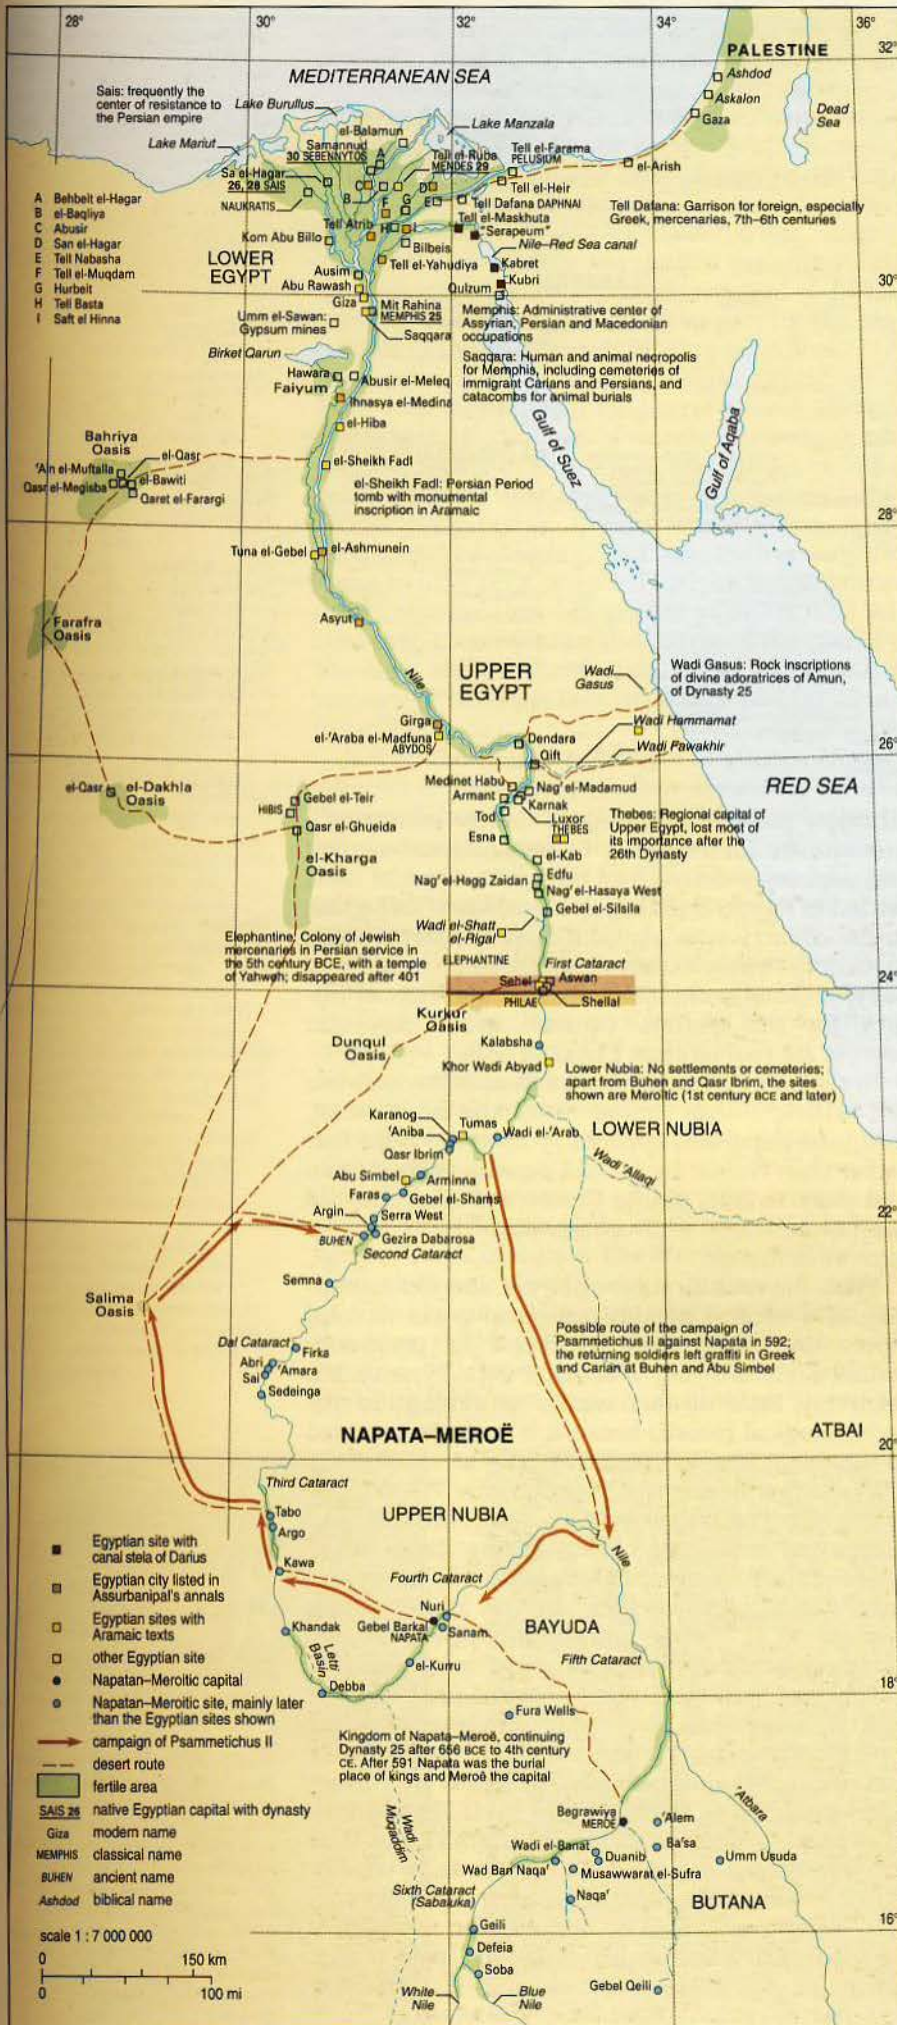 28°
30°
32°
34°
36°
32°
PALESTINE
MEDITERRANEAN SEA
Ashdod
Askalon
Gaza
Dead
Sea
Sais: frequently the
center of resistance to
the Persian empire
Lake Burullus
Lake Mariut
el-Balamun
Lake Manzala
Samannud
30 SEBENNYTOS
A
Tell el-Ruba
MENDES 29
Tell el-Farama
PELUSIUM
el-Arish
Sa el-Hagar
26, 28 SAIS
C
B
D
Tell el-Heir
NAUKRATIS
F
G
E
Tell Dafana DAPHNAI
Tell Dafana: Garrison for foreign, especially
Greek, mercenaries, 7th–6th centuries
A Behbeit el-Hagar
B el-Baqliya
C Abusir
D San el-Hagar
E Tell Nabasha
F Tell el-Muqdam
G Hurbeit
H Tell Basta
I Saft el Hinna
Tell Atrib
H
I
Tell el-Maskhuta
"Serapeum"
Kom Abu Billo
Bilbeis
Nile–Red Sea canal
LOWER
EGYPT
Tell el-Yahudiya
Kabret
Ausim
Kubri
Abu Rawash
Qulzum
30°
Giza
Mit Rahina
MEMPHIS 25
Memphis: Administrative center of
Assyrian, Persian and Macedonian
occupations
Umm el-Sawan:
Gypsum mines
Saqqara
Birket Qarun
Saqqara: Human and animal necropolis
for Memphis, including cemeteries of
immigrant Carians and Persians, and
catacombs for animal burials
Hawara
Abusir el-Meleq
Faiyum
Ihnasya el-Medina
el-Hiba
Gulf of Suez
Gulf of Aqaba
Bahriya
Oasis
el-Qasr
'Ain el-Muftalla
el-Sheikh Fadl
el-Bawiti
Qasr el-Megisba
Qaret el-Farargi
el-Sheikh Fadl: Persian Period
tomb with monumental
inscription in Aramaic
28°
Tuna el-Gebel
el-Ashmunein
Farafra
Oasis
Asyut
Nile
UPPER
EGYPT
Wadi
Gasus
Wadi Gasus: Rock inscriptions
of divine adoratrices of Amun,
of Dynasty 25
Girga
el-'Araba el-Madfuna
ABYDOS
Dendara
Wadi Hammamat
Qift
Wadi Fawakhir
26°
el-Qasr
el-Dakhla
Oasis
Medinet Habu
Nag' el-Madamud
RED SEA
Gebel el-Teir
Armant
Karnak
HIBIS
Tod
Luxor
THEBES
Thebes: Regional capital of
Upper Egypt, lost most of
its importance after the
26th Dynasty
Qasr el-Ghueida
Esna
el-Kharga
Oasis
el-Kab
Edfu
Nag' el-Hagg Zaidan
Nag' el-Hasaya West
Gebel el-Silsila
Wadi el-Shatt
el-Rigal
Elephantine: Colony of Jewish
mercenaries in Persian service in
the 5th century BCE, with a temple
of Yahweh; disappeared after 401
ELEPHANTINE
First Cataract
Sehel
Aswan
24°
PHILAE
Shellal
Kurkur
Oasis
Dunqul
Oasis
Kalabsha
Khor Wadi Abyad
Lower Nubia: No settlements or cemeteries;
apart from Buhen and Qasr Ibrim, the sites
shown are Meroitic (1st century BCE and later)
Karanog
Tumas
'Aniba
Wadi el-'Arab
LOWER NUBIA
Qasr Ibrim
Wadi 'Allaqi
Abu Simbel
Arminna
Faras
Gebel el-Shams
Argin
Serra West
22°
BUHEN
Gezira Dabarosa
Second Cataract
Semna
Salima
Oasis
Possible route of the campaign of
Psammetichus II against Napata in 592;
the returning soldiers left graffiti in Greek
and Carian at Buhen and Abu Simbel
Dal Cataract
Firka
Abri
'Amara
Sai
Sedeinga
NAPATA–MEROË
ATBAI
20°
Third Cataract
UPPER NUBIA
Tabo
Argo
Nile
Kawa
Fourth Cataract
Nuri
Khandak
Gebel Barkal
NAPATA
Sanam
BAYUDA
Letti
Basin
el-Kurru
Fifth Cataract
Debba
18°
Fura Wells
Egyptian site with
canal stela of Darius
Egyptian city listed in
Assurbanipal's annals
Egyptian sites with
Aramaic texts
other Egyptian site
Napatan–Meroitic capital
Napatan–Meroitic site, mainly later
than the Egyptian sites shown
campaign of Psammetichus II
desert route
fertile area
SAIS 26 native Egyptian capital with dynasty
Giza modern name
MEMPHIS classical name
BUHEN ancient name
Ashdod biblical name
Kingdom of Napata–Meroë, continuing
Dynasty 25 after 656 BCE to 4th century
CE. After 591 Napata was the burial
place of kings and Meroë the capital
Wadi
Muqaddim
'Atbara
Begrawiya
MEROE
'Alem
Wadi el-Banat
Ba'sa
Duanib
Umm Usuda
Wad Ban Naqa'
Musawwarat el-Sufra
Sixth Cataract
(Sabaluka)
Naqa'
BUTANA
16°
Geili
Defeia
Soba
Gebel Qeili
White
Nile
Blue
Nile
scale 1 : 7 000 000
0 150 km
0 100 mi